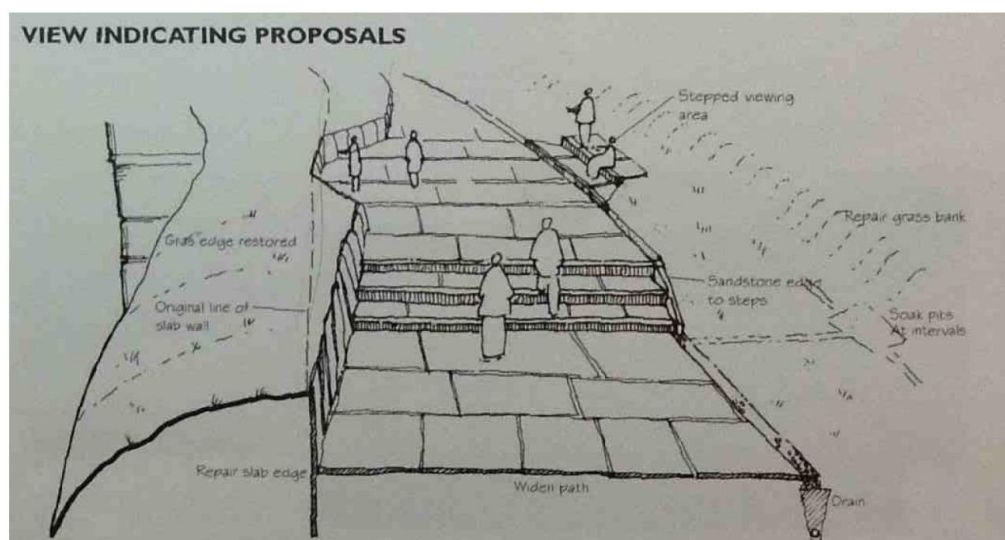 VIEW INDICATING PROPOSALS
Stepped viewing
area
Repair grass bank
Gras edge restored
Sandstone edge
to steps
Original line of
slab wall
Soak pits
At intervals
Repair slab edge
Widen path
Drain